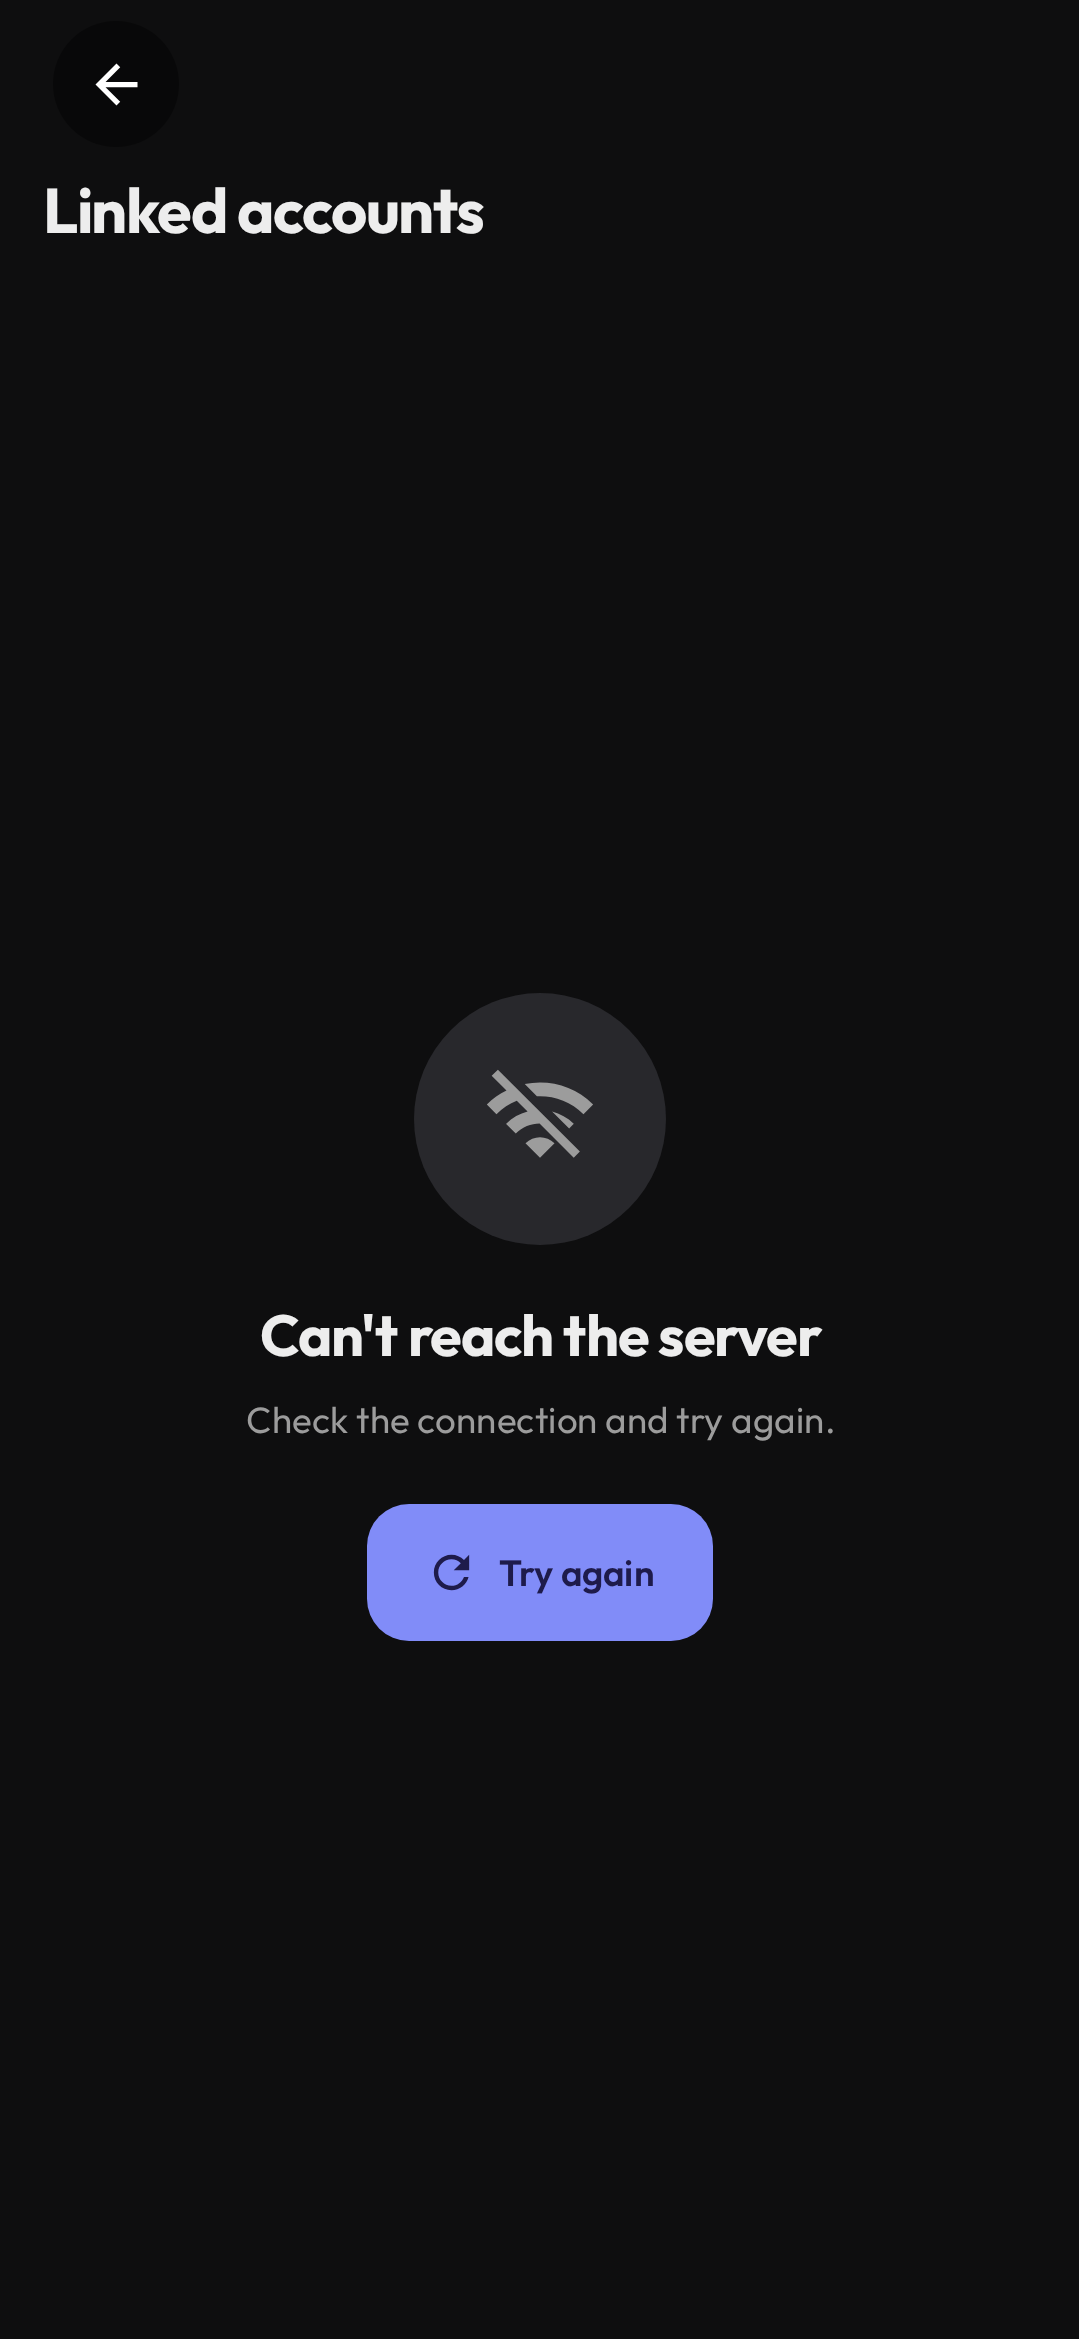 Linked accounts
Can't reach the server
Check the connection and try again.
Try again